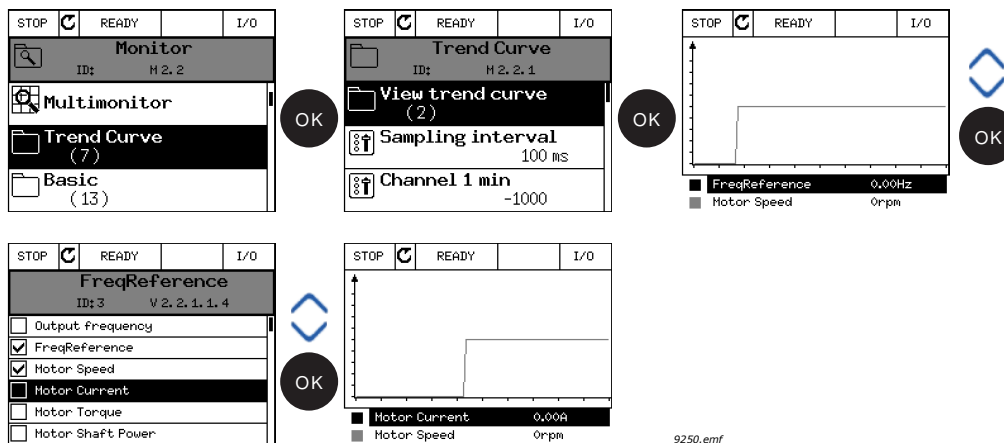 STOP READY I/O
Monitor
ID: M2.2
Multimonitor
Trend Curve
(7)
Basic
(13)
OK
STOP READY I/O
Trend Curve
ID: M2.2.1
View trend curve
(2)
Sampling interval
100 ms
Channel 1 min
-1000
OK
STOP READY I/O
FreqReference 0.00Hz
Motor Speed 0rpm
OK
STOP READY I/O
FreqReference
ID:3 V2.2.1.1.4
Output frequency
FreqReference
Motor Speed
Motor Current
Motor Torque
Motor Shaft Power
OK
STOP READY I/O
Motor Current 0.00A
Motor Speed 0rpm
9250.emf